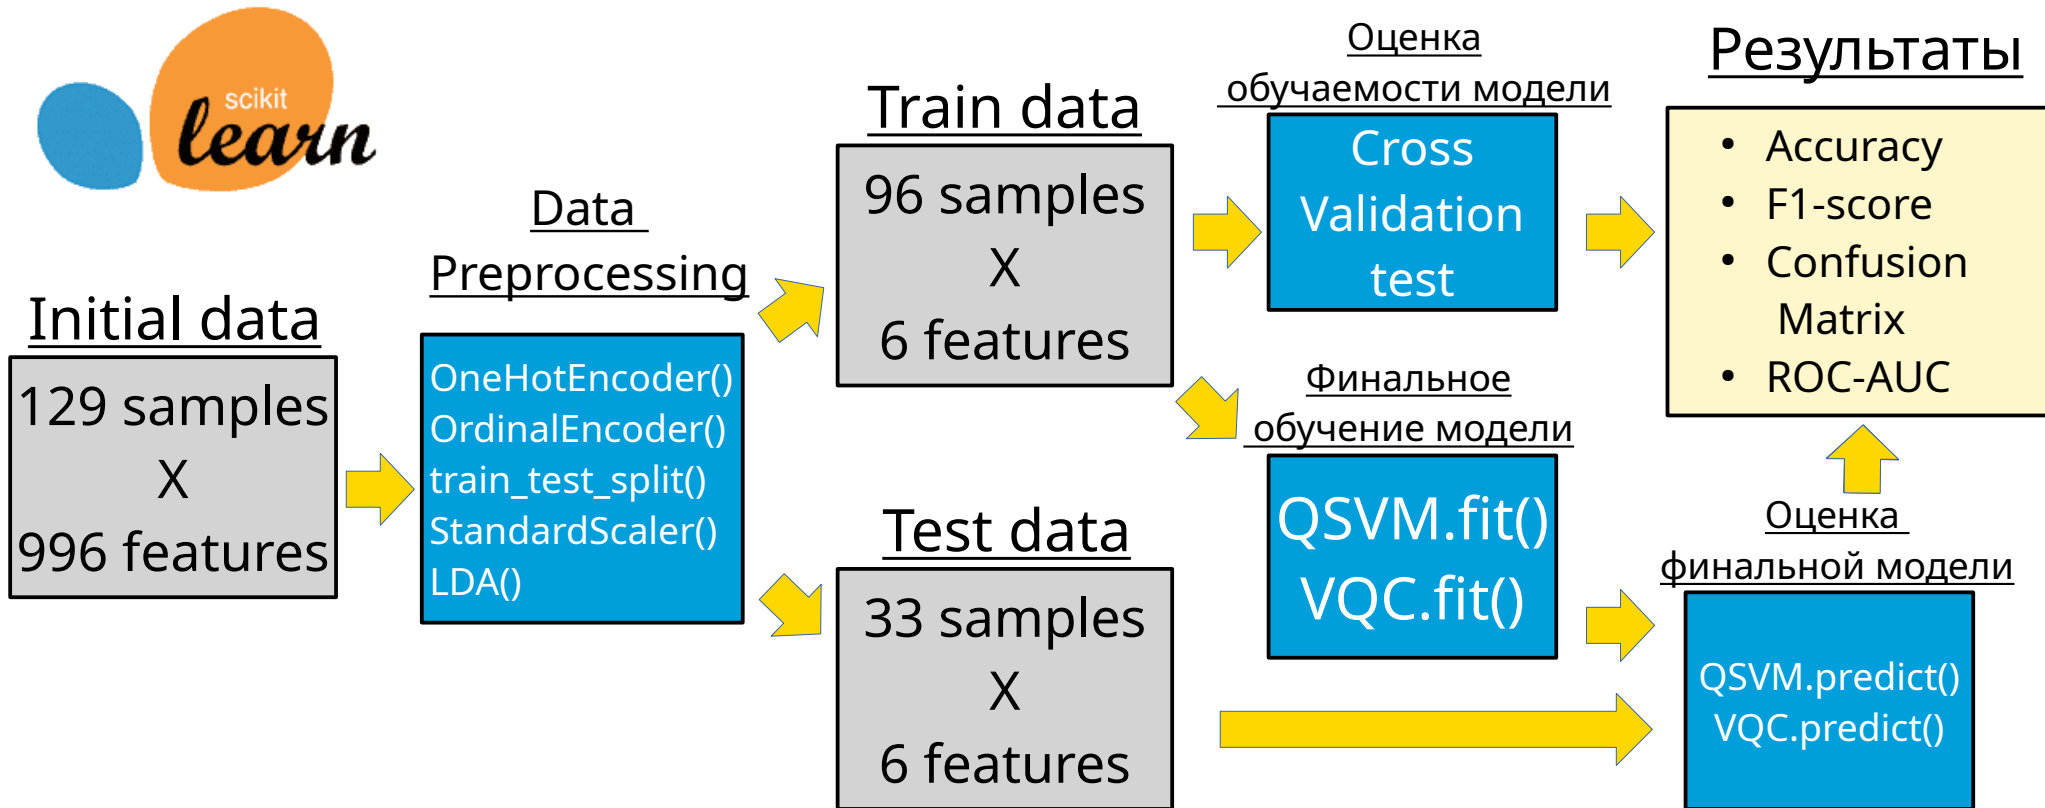 scikit
learn
Initial data
129 samples
X
996 features
Data
Preprocessing
OneHotEncoder()
OrdinalEncoder()
train_test_split()
StandardScaler()
LDA()
Train data
96 samples
X
6 features
Test data
33 samples
X
6 features
Оценка
обучаемости модели
Cross
Validation
test
Финальное
обучение модели
QSVM.fit()
VQC.fit()
Результаты
• Accuracy
• F1-score
• Confusion
Matrix
• ROC-AUC
Оценка
финальной модели
QSVM.predict()
VQC.predict()